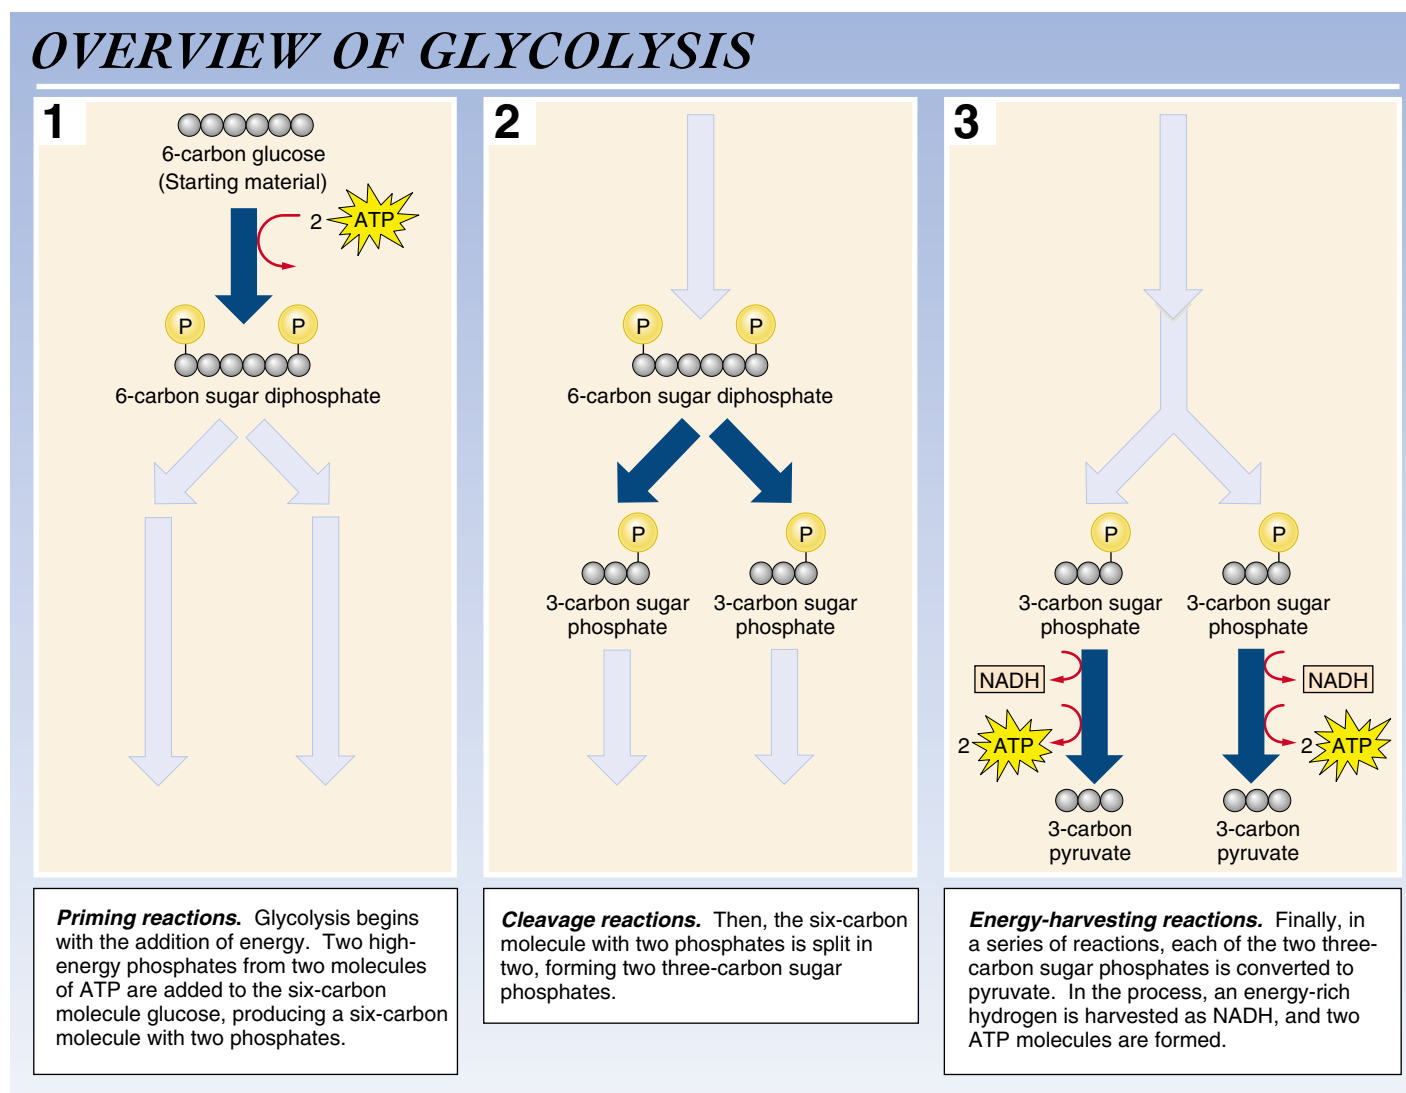 OVERVIEW OF GLYCOLYSIS
1
6-carbon glucose
(Starting material)
2 ATP
P P
6-carbon sugar diphosphate
Priming reactions. Glycolysis begins
with the addition of energy. Two high-
energy phosphates from two molecules
of ATP are added to the six-carbon
molecule glucose, producing a six-carbon
molecule with two phosphates.
2
P P
6-carbon sugar diphosphate
P P
3-carbon sugar 3-carbon sugar
phosphate phosphate
Cleavage reactions. Then, the six-carbon
molecule with two phosphates is split in
two, forming two three-carbon sugar
phosphates.
3
P P
3-carbon sugar 3-carbon sugar
phosphate phosphate
NADH NADH
2 ATP 2 ATP
3-carbon 3-carbon
pyruvate pyruvate
Energy-harvesting reactions. Finally, in
a series of reactions, each of the two three-
carbon sugar phosphates is converted to
pyruvate. In the process, an energy-rich
hydrogen is harvested as NADH, and two
ATP molecules are formed.